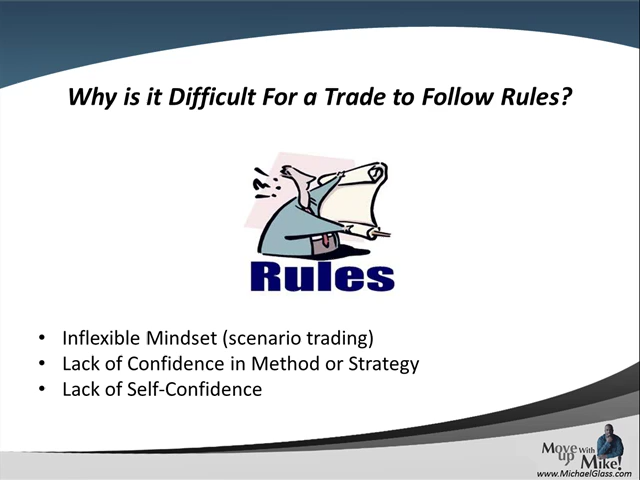 Why is it Difficult For a Trade to Follow Rules?
Rules
• Inflexible Mindset (scenario trading)
• Lack of Confidence in Method or Strategy
• Lack of Self-Confidence
Move up With Mike!
www.MichaelGlass.com